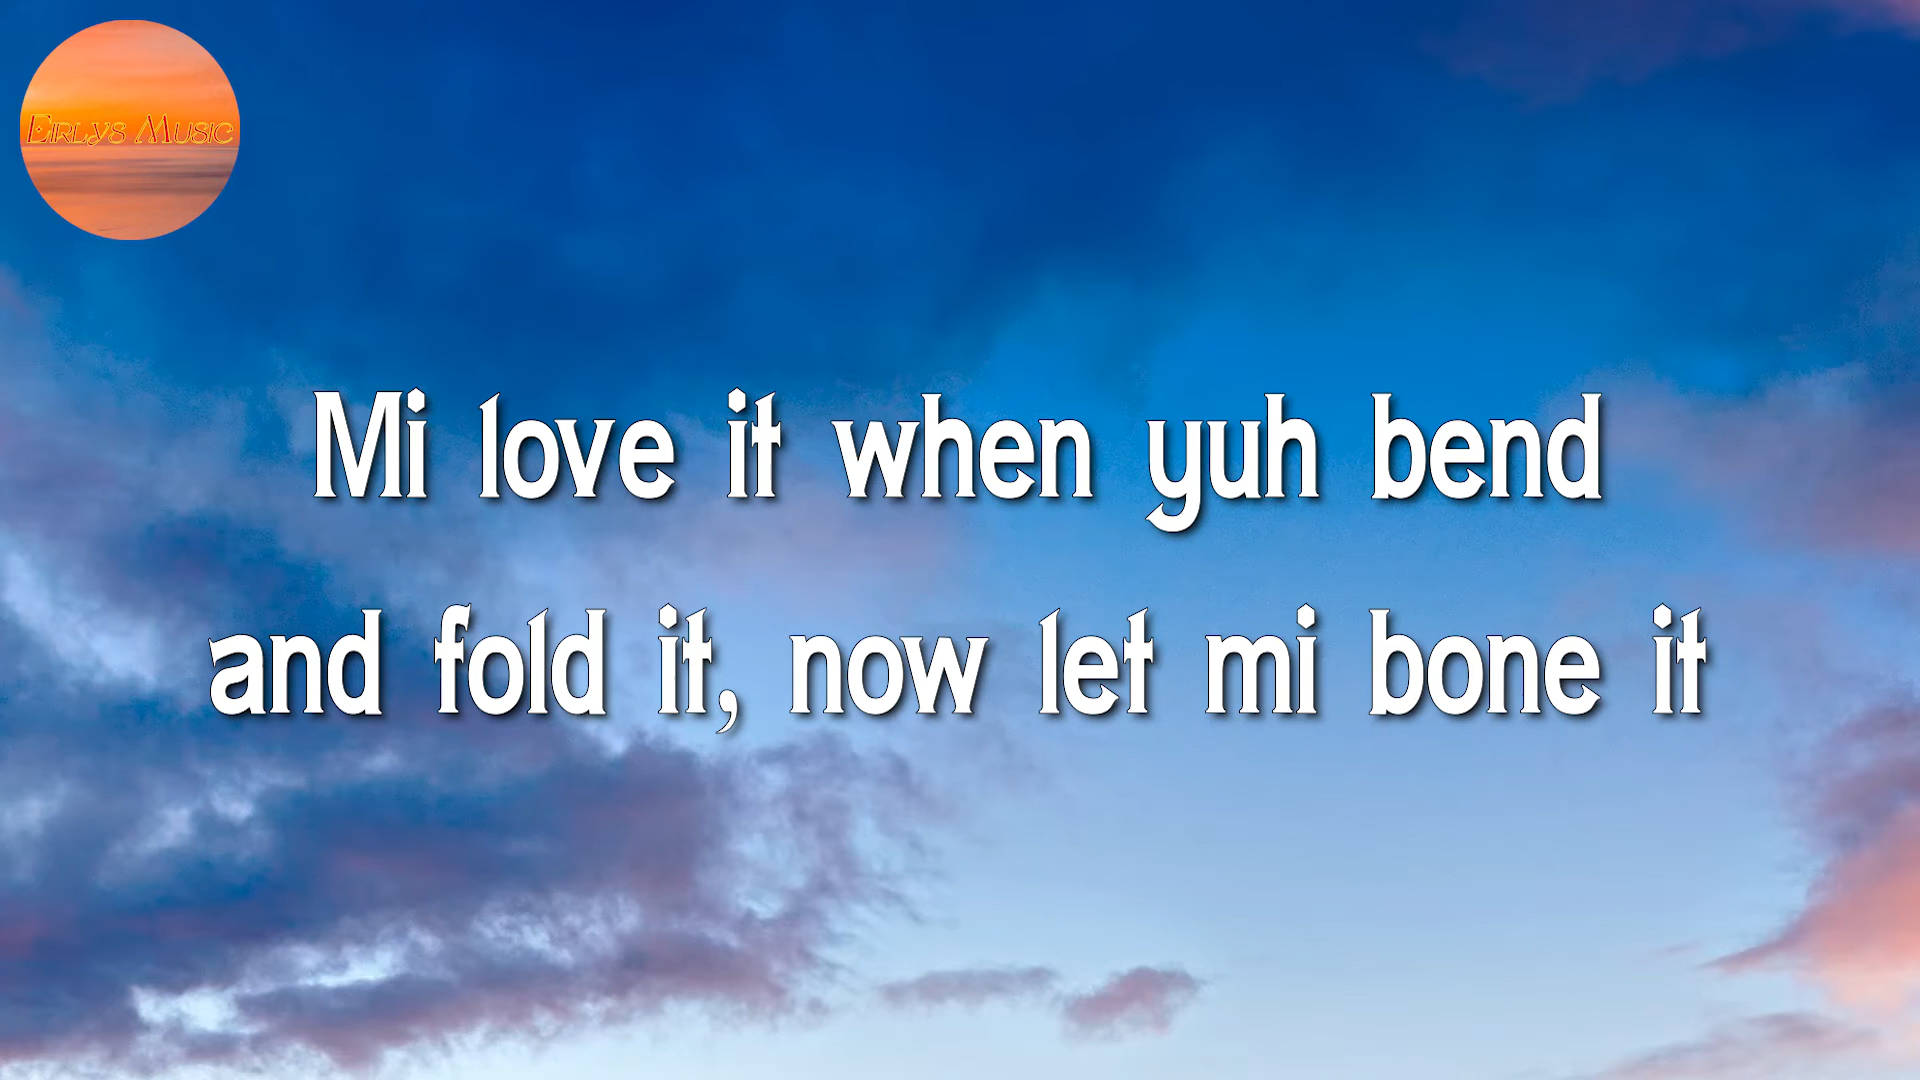 Eirlys Music
Mi love it when yuh bend
and fold it, now let mi bone it